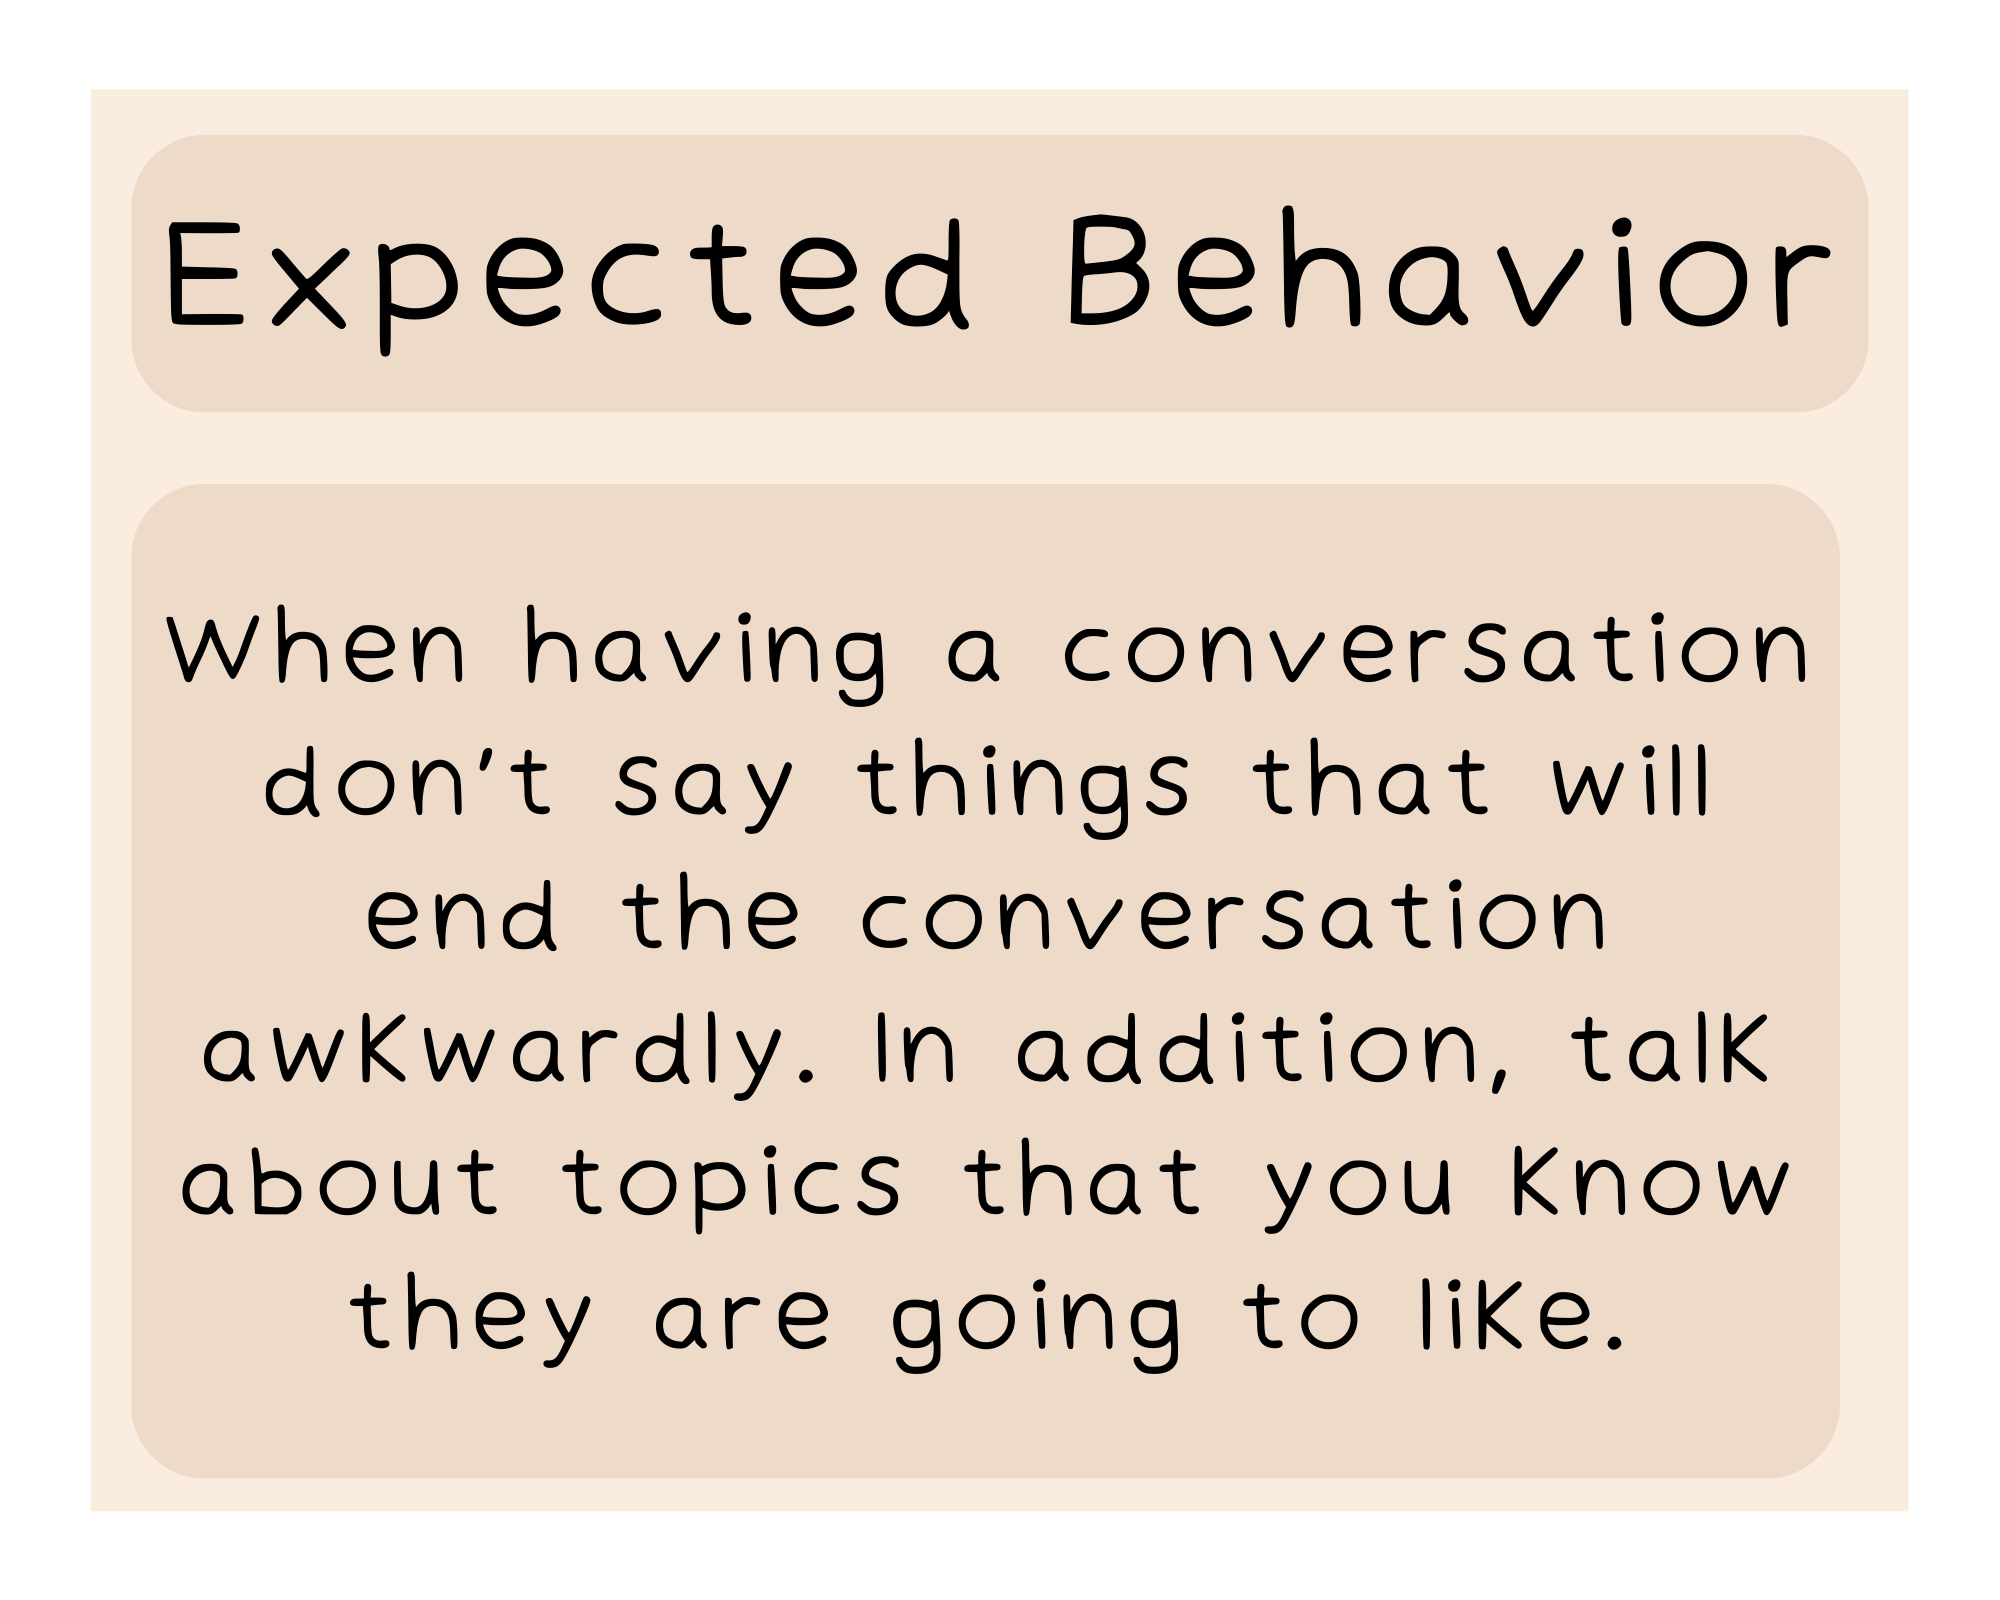 Expected Behavior
When having a conversation
don't say things that will
end the conversation
awkwardly. In addition, talk
about topics that you know
they are going to like.